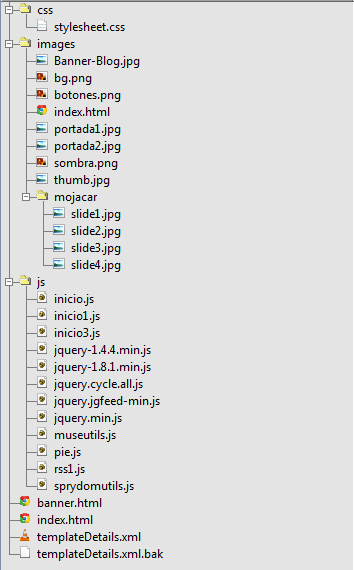 css
stylesheet.css
images
Banner-Blog.jpg
bg.png
botones.png
index.html
portada1.jpg
portada2.jpg
sombra.png
thumb.jpg
mojacar
slide1.jpg
slide2.jpg
slide3.jpg
slide4.jpg
js
inicio.js
inicio1.js
inicio3.js
jquery-1.4.4.min.js
jquery-1.8.1.min.js
jquery.cycle.all.js
jquery.jgfeed-min.js
jquery.min.js
museutils.js
pie.js
rss1.js
sprydomutils.js
banner.html
index.html
templateDetails.xml
templateDetails.xml.bak